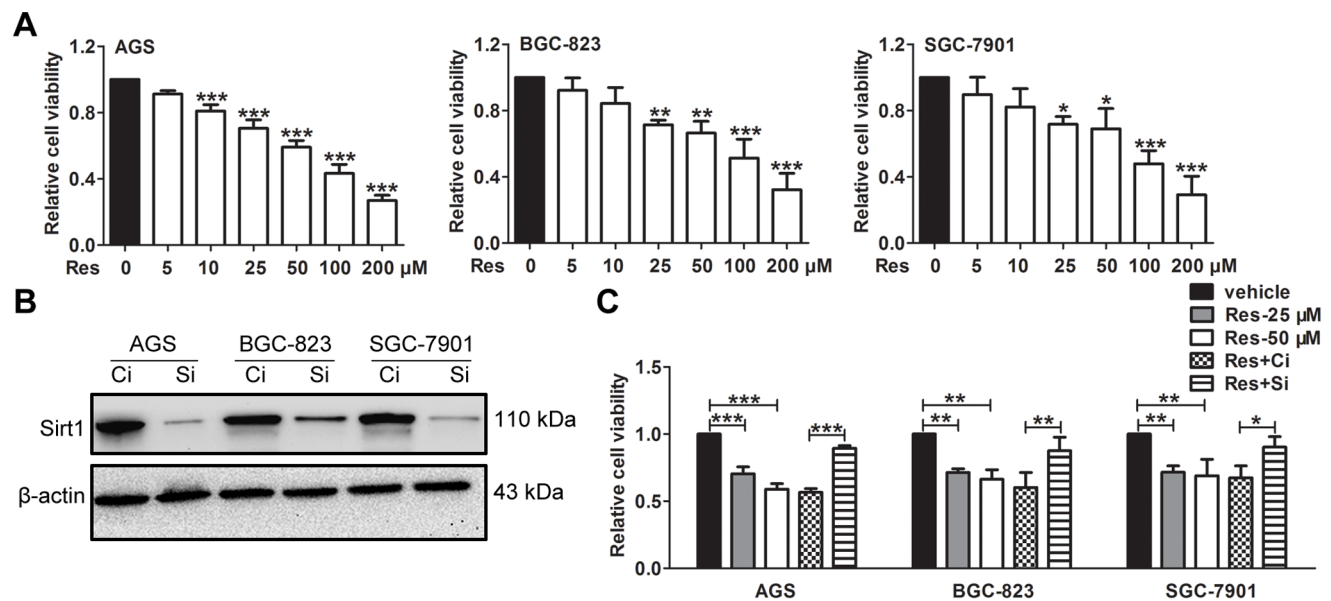 A
AGS
Relative cell viability
1.2
0.8
0.4
0.0
*** *** *** *** ***
Res 0 5 10 25 50 100 200 µM
BGC-823
Relative cell viability
1.2
0.8
0.4
0.0
** ** *** ***
Res 0 5 10 25 50 100 200 µM
SGC-7901
Relative cell viability
1.2
0.8
0.4
0.0
* * *** ***
Res 0 5 10 25 50 100 200 µM
B
AGS BGC-823 SGC-7901
Ci Si Ci Si Ci Si
Sirt1 110 kDa
β-actin 43 kDa
C
vehicle
Res-25 µM
Res-50 µM
Res+Ci
Res+Si
Relative cell viability
1.5
1.0
0.5
0.0
*** ** **
*** *** ** ** ** *
AGS BGC-823 SGC-7901